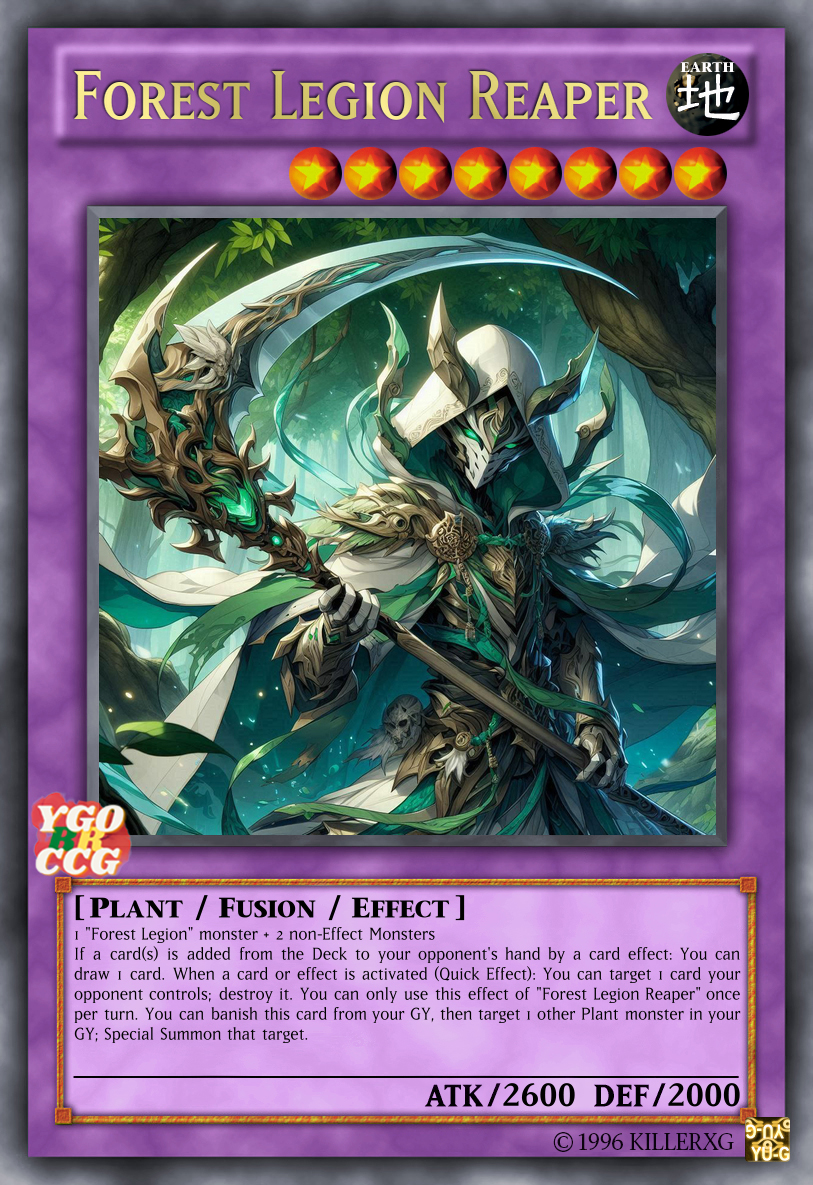 Forest Legion Reaper
EARTH
地
YGO
BR
CCG
[ Plant / Fusion / Effect ]
1 "Forest Legion" monster + 2 non-Effect Monsters
If a card(s) is added from the Deck to your opponent's hand by a card effect: You can
draw 1 card. When a card or effect is activated (Quick Effect): You can target 1 card your
opponent controls; destroy it. You can only use this effect of "Forest Legion Reaper" once
per turn. You can banish this card from your GY, then target 1 other Plant monster in your
GY; Special Summon that target.
ATK/2600 DEF/2000
© 1996 KILLERXG